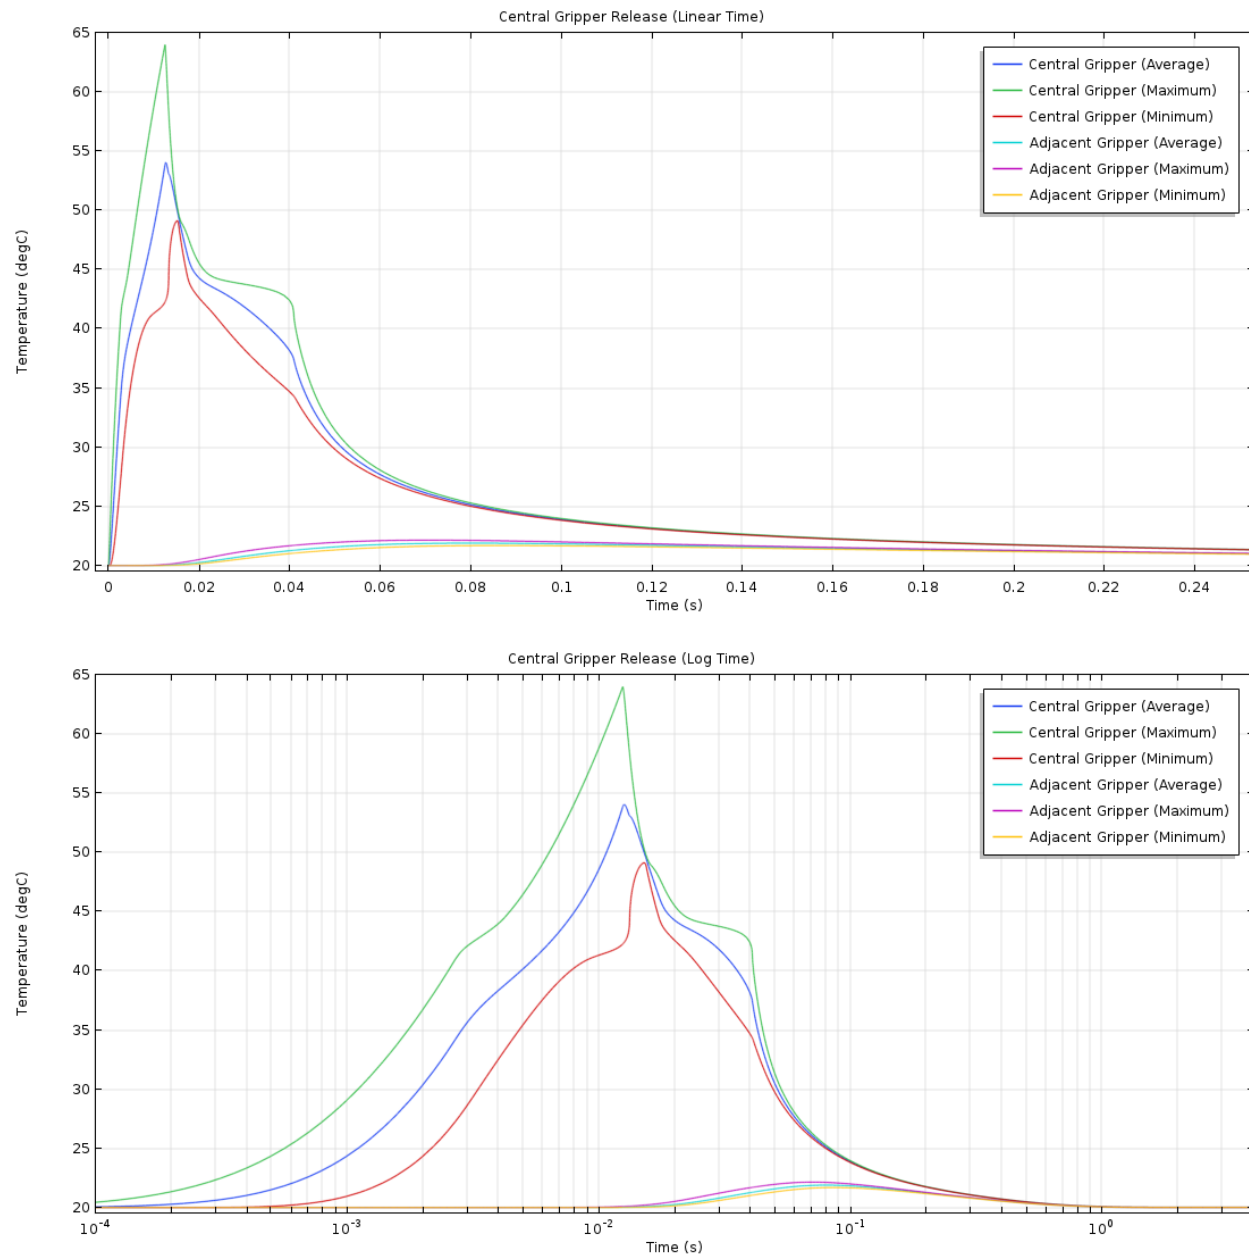 Central Gripper Release (Linear Time)
65
60
55
50
45
40
35
30
25
20
Temperature (degC)
Central Gripper (Average)
Central Gripper (Maximum)
Central Gripper (Minimum)
Adjacent Gripper (Average)
Adjacent Gripper (Maximum)
Adjacent Gripper (Minimum)
0 0.02 0.04 0.06 0.08 0.1 0.12 0.14 0.16 0.18 0.2 0.22 0.24
Time (s)
Central Gripper Release (Log Time)
65
60
55
50
45
40
35
30
25
20
Temperature (degC)
Central Gripper (Average)
Central Gripper (Maximum)
Central Gripper (Minimum)
Adjacent Gripper (Average)
Adjacent Gripper (Maximum)
Adjacent Gripper (Minimum)
10⁻⁴ 10⁻³ 10⁻² 10⁻¹ 10⁰
Time (s)